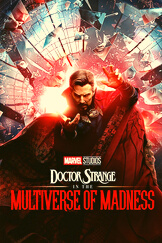 MARVEL STUDIOS
DOCTOR STRANGE
IN THE
MULTIVERSE OF MADNESS